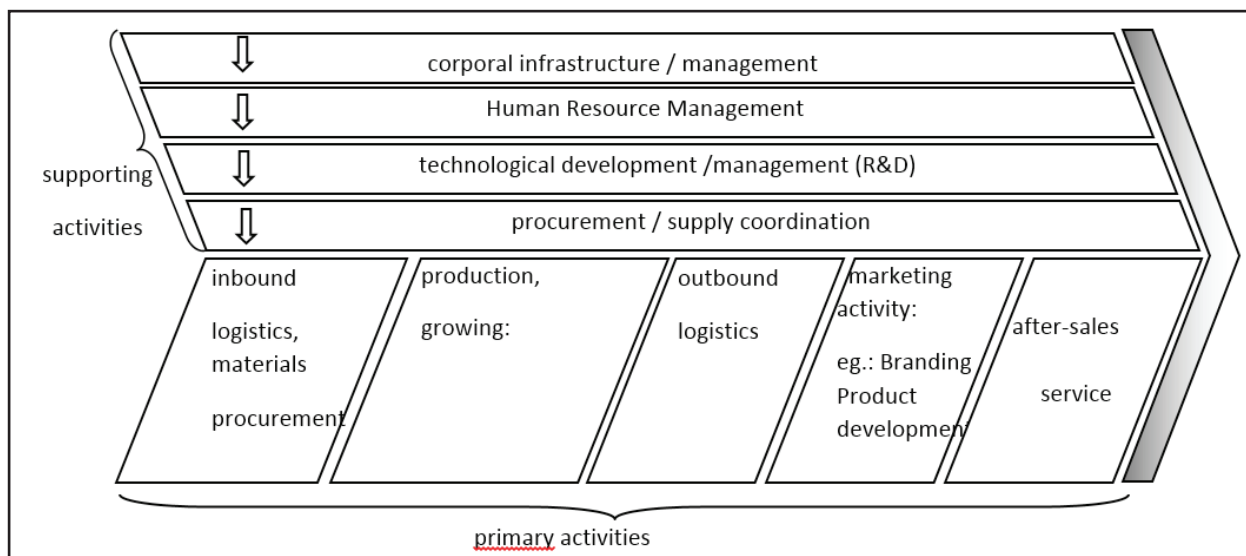 corporal infrastructure / management
Human Resource Management
technological development /management (R&D)
procurement / supply coordination
supporting
activities
inbound
logistics,
materials
procurement
production,
growing:
outbound
logistics
marketing
activity:
eg.: Branding
Product
development
after-sales
service
primary activities